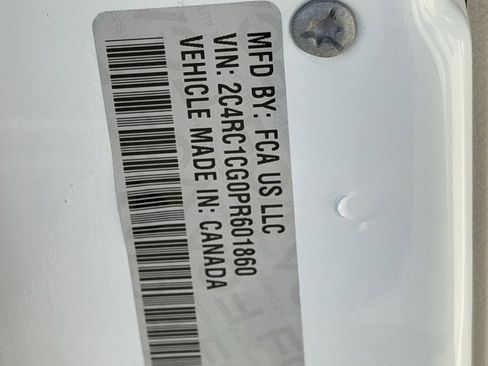 MFD BY: FCA US LLC
VIN: 2C4RC1CG0PR601860
VEHICLE MADE IN: CANADA